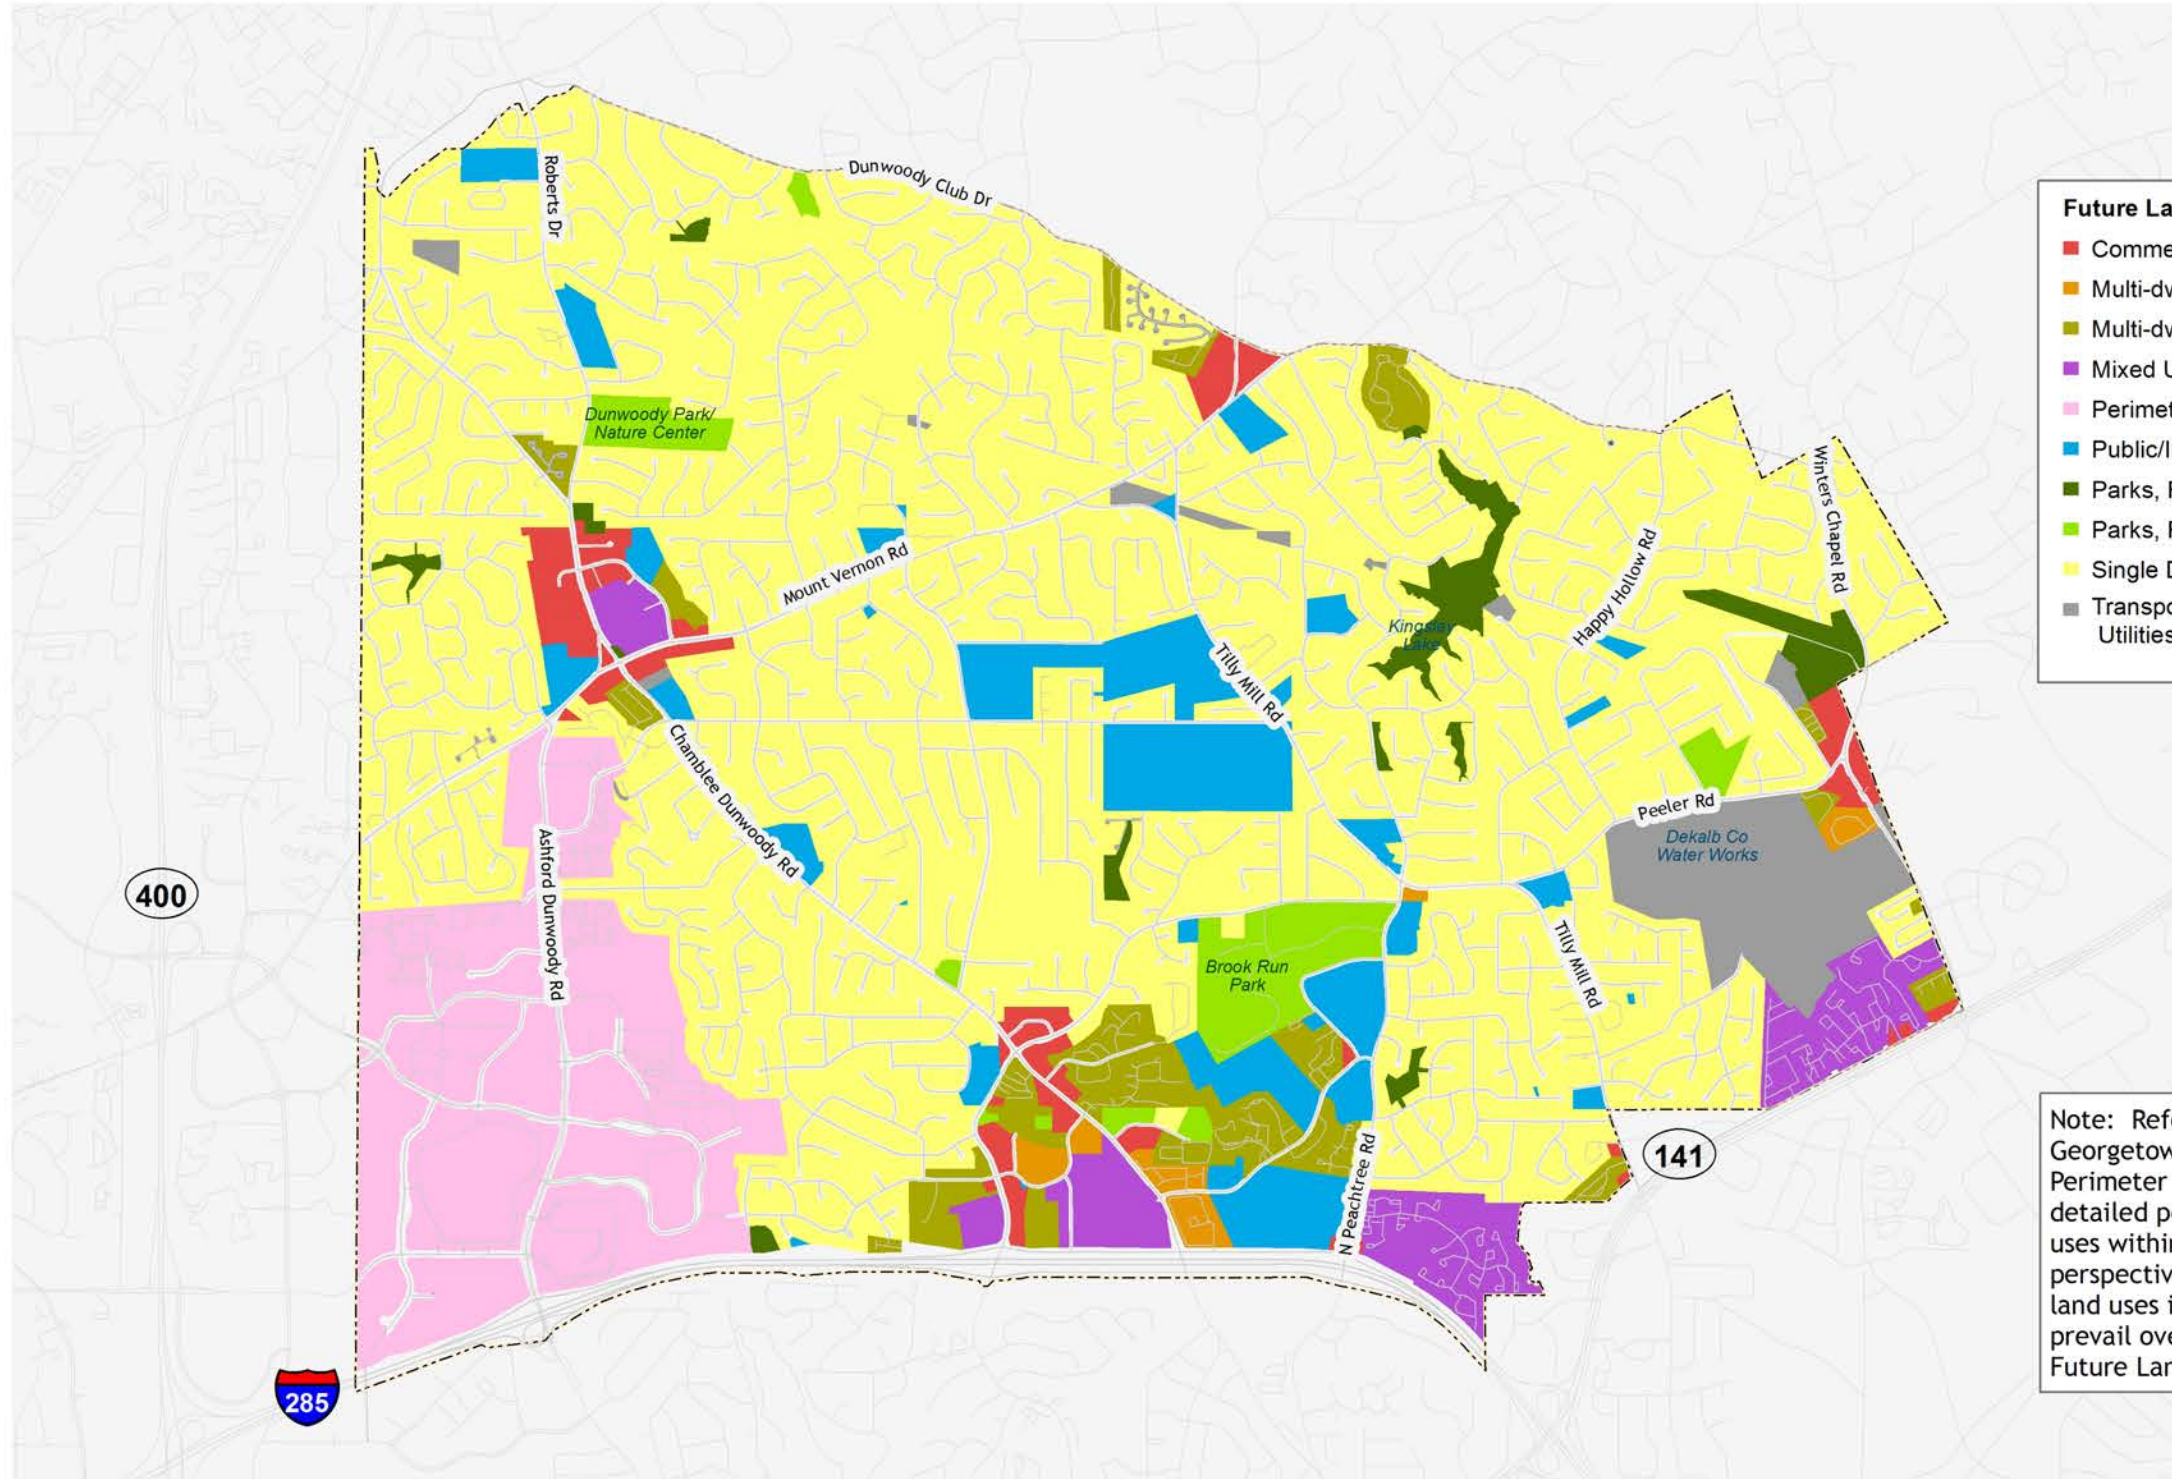 Roberts Dr
Dunwoody Club Dr
Dunwoody Park/
Nature Center
Mount Vernon Rd
Winters Chapel Rd
Happy Hollow Rd
Kingsley
Lake
Tilly Mill Rd
Chamblee Dunwoody Rd
Peeler Rd
Dekalb Co
Water Works
Ashford Dunwoody Rd
400
Brook Run
Park
Tilly Mill Rd
141
N Peachtree Rd
285
Future La
Comme
Multi-dw
Multi-dw
Mixed U
Perimet
Public/I
Parks, F
Parks, F
Single D
Transpo
Utilities
Note: Refe
Georgetow
Perimeter
detailed po
uses within
perspectiv
land uses i
prevail ove
Future Lan